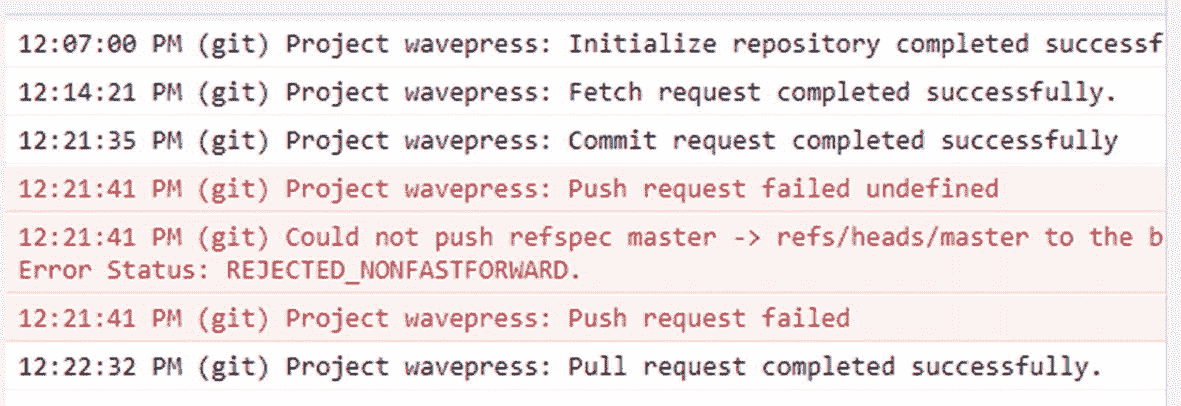 12:07:00 PM (git) Project wavepress: Initialize repository completed successf
12:14:21 PM (git) Project wavepress: Fetch request completed successfully.
12:21:35 PM (git) Project wavepress: Commit request completed successfully
12:21:41 PM (git) Project wavepress: Push request failed undefined
12:21:41 PM (git) Could not push refspec master -> refs/heads/master to the b
Error Status: REJECTED_NONFASTFORWARD.
12:21:41 PM (git) Project wavepress: Push request failed
12:22:32 PM (git) Project wavepress: Pull request completed successfully.